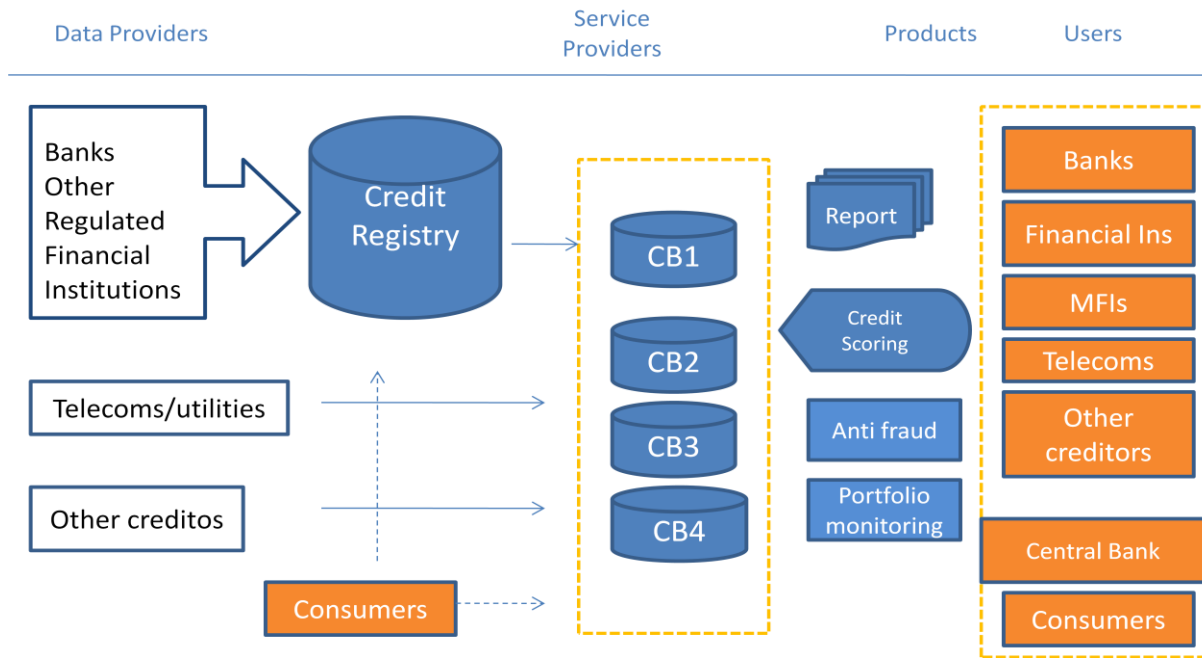 Data Providers
Service
Providers
Products
Users
Banks
Other
Regulated
Financial
Institutions
Credit
Registry
CB1
CB2
CB3
CB4
Telecoms/utilities
Other creditos
Consumers
Report
Credit
Scoring
Anti fraud
Portfolio
monitoring
Banks
Financial Ins
MFIs
Telecoms
Other
creditors
Central Bank
Consumers